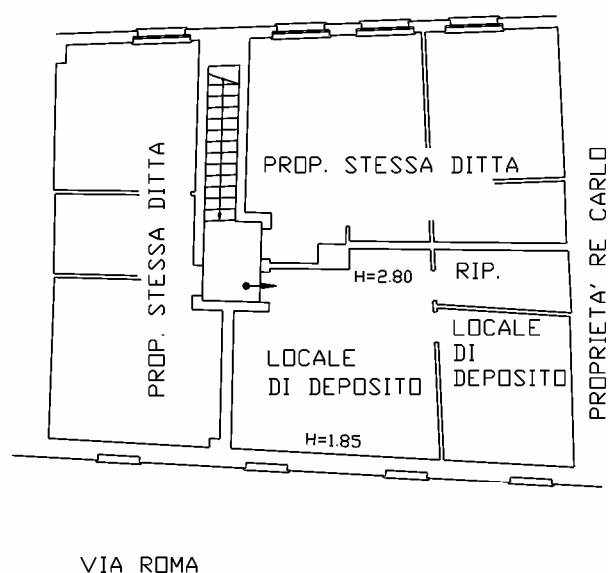 PROP. STESSA DITTA
PROP. STESSA DITTA
PROPRIETA' RE CARLO
H=2.80
RIP.
LOCALE
DI DEPOSITO
LOCALE
DI
DEPOSITO
H=1.85
VIA ROMA